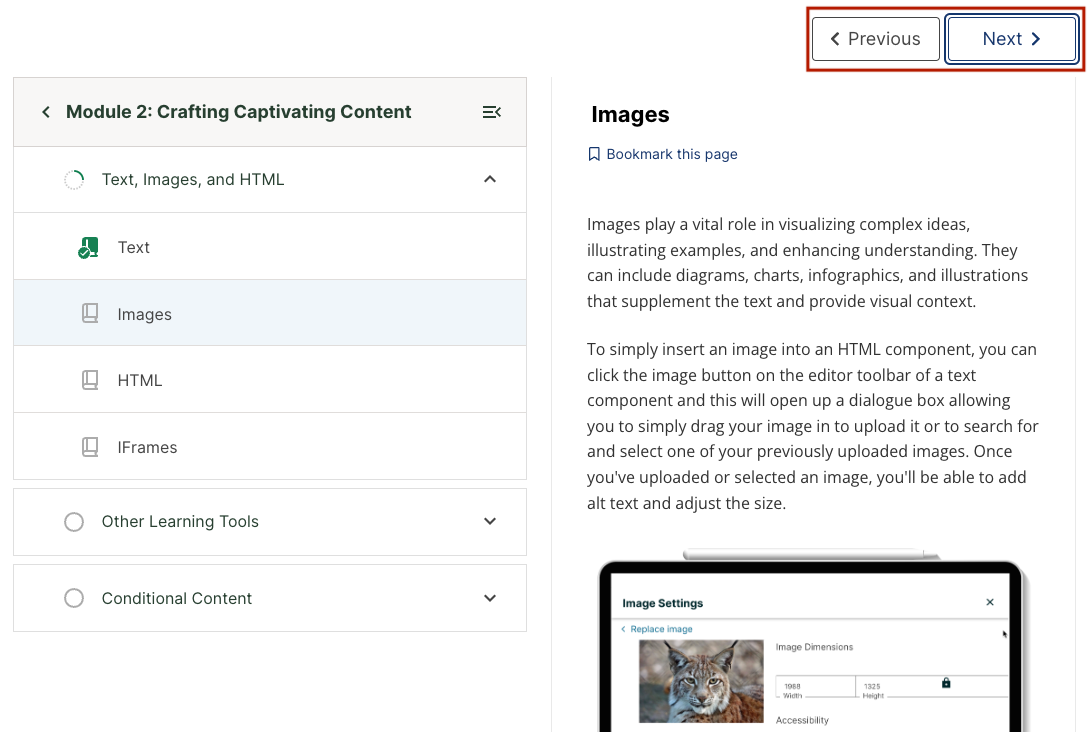 Previous
Next
Module 2: Crafting Captivating Content
Text, Images, and HTML
Text
Images
HTML
IFrames
Other Learning Tools
Conditional Content
Images
Bookmark this page
Images play a vital role in visualizing complex ideas,
illustrating examples, and enhancing understanding. They
can include diagrams, charts, infographics, and illustrations
that supplement the text and provide visual context.
To simply insert an image into an HTML component, you can
click the image button on the editor toolbar of a text
component and this will open up a dialogue box allowing
you to simply drag your image in to upload it or to search for
and select one of your previously uploaded images. Once
you've uploaded or selected an image, you'll be able to add
alt text and adjust the size.
Image Settings
Replace image
Image Dimensions
1988
Width
1325
Height
Accessibility